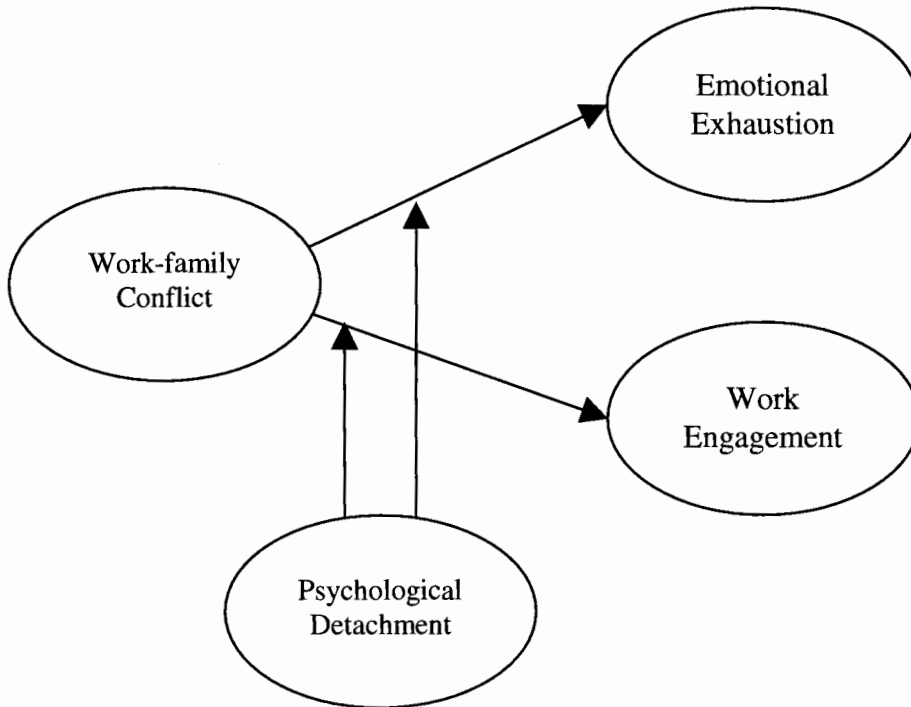 Emotional
Exhaustion
Work-family
Conflict
Work
Engagement
Psychological
Detachment